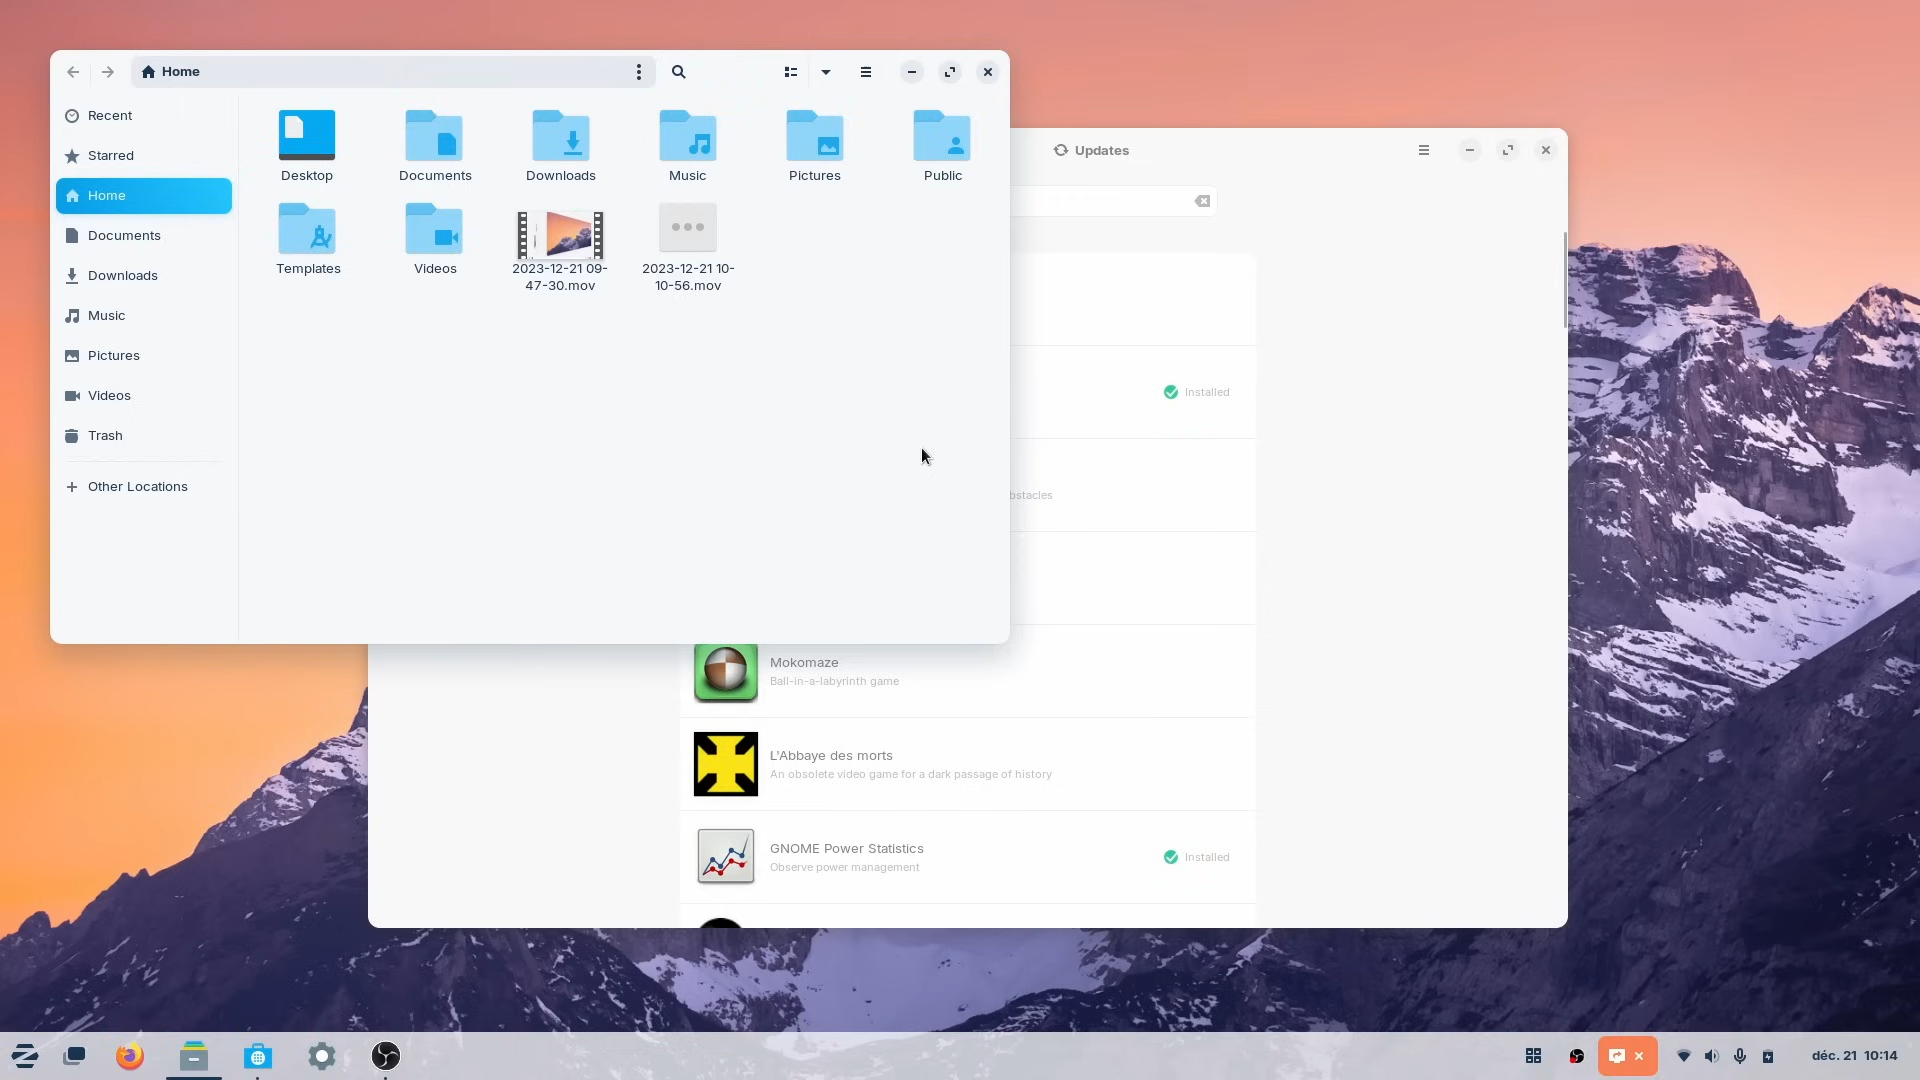 Home
Recent
Starred
Home
Documents
Downloads
Music
Pictures
Videos
Trash
Other Locations
Desktop
Documents
Downloads
Music
Pictures
Public
Templates
Videos
2023-12-21 09-
47-30.mov
2023-12-21 10-
10-56.mov
Updates
Installed
bstacles
Mokomaze
Ball-in-a-labyrinth game
L'Abbaye des morts
An obsolete video game for a dark passage of history
GNOME Power Statistics
Observe power management
Installed
déc. 21 10:14